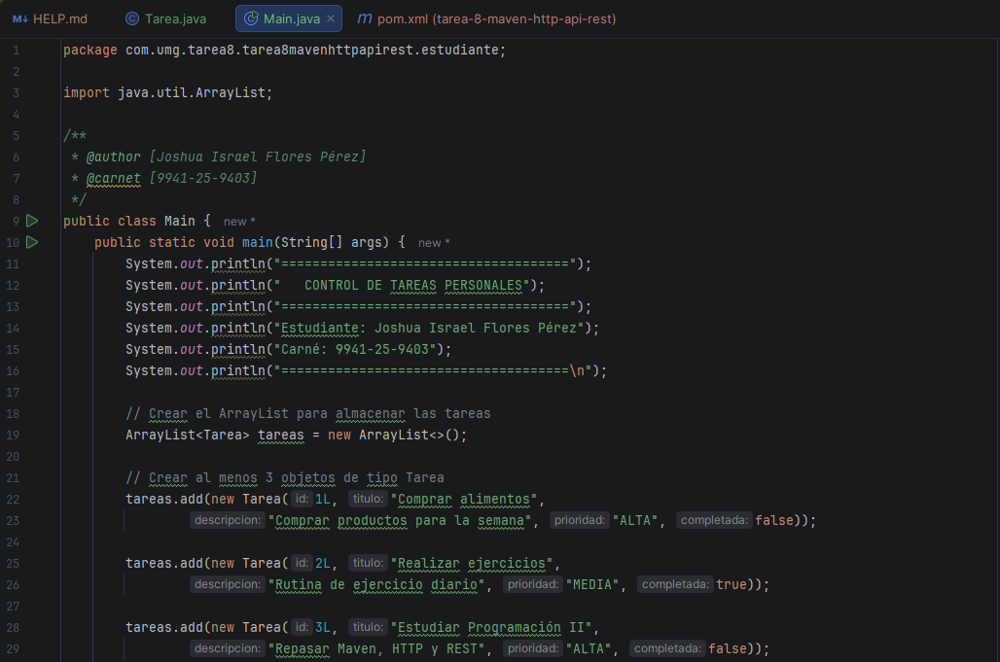 M↓ HELP.md Tarea.java Main.java × m pom.xml (tarea-8-maven-http-api-rest)
1 package com.umg.tarea8.tarea8mavenhttpapirest.estudiante;
2
3 import java.util.ArrayList;
4
5 /**
6 * @author [Joshua Israel Flores Pérez]
7 * @carnet [9941-25-9403]
8 */
9 public class Main { new *
10 public static void main(String[] args) { new *
11 System.out.println("=====================================");
12 System.out.println("   CONTROL DE TAREAS PERSONALES");
13 System.out.println("=====================================");
14 System.out.println("Estudiante: Joshua Israel Flores Pérez");
15 System.out.println("Carné: 9941-25-9403");
16 System.out.println("=====================================\n");
17
18 // Crear el ArrayList para almacenar las tareas
19 ArrayList<Tarea> tareas = new ArrayList<>();
20
21 // Crear al menos 3 objetos de tipo Tarea
22 tareas.add(new Tarea( id: 1L, titulo: "Comprar alimentos",
23 descripcion: "Comprar productos para la semana", prioridad: "ALTA", completada: false));
24
25 tareas.add(new Tarea( id: 2L, titulo: "Realizar ejercicios",
26 descripcion: "Rutina de ejercicio diario", prioridad: "MEDIA", completada: true));
27
28 tareas.add(new Tarea( id: 3L, titulo: "Estudiar Programación II",
29 descripcion: "Repasar Maven, HTTP y REST", prioridad: "ALTA", completada: false));